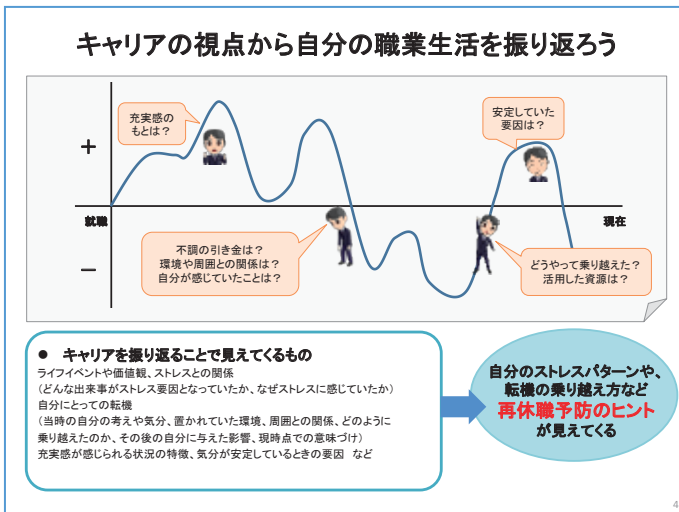 キャリアの視点から自分の職業生活を振り返ろう
充実感の
もとは？
安定していた
要因は？
＋
就職
現在
不調の引き金は？
環境や周囲との関係は？
自分が感じていたことは？
どうやって乗り越えた？
活用した資源は？
－
● キャリアを振り返ることで見えてくるもの
ライフイベントや価値観、ストレスとの関係
（どんな出来事がストレス要因となっていたか、なぜストレスに感じていたか）
自分にとっての転機
（当時の自分の考えや気分、置かれていた環境、周囲との関係、どのように
乗り越えたのか、その後の自分に与えた影響、現時点での意味づけ）
充実感が感じられる状況の特徴、気分が安定しているときの要因 など
自分のストレスパターンや、
転機の乗り越え方など
再休職予防のヒント
が見えてくる
4